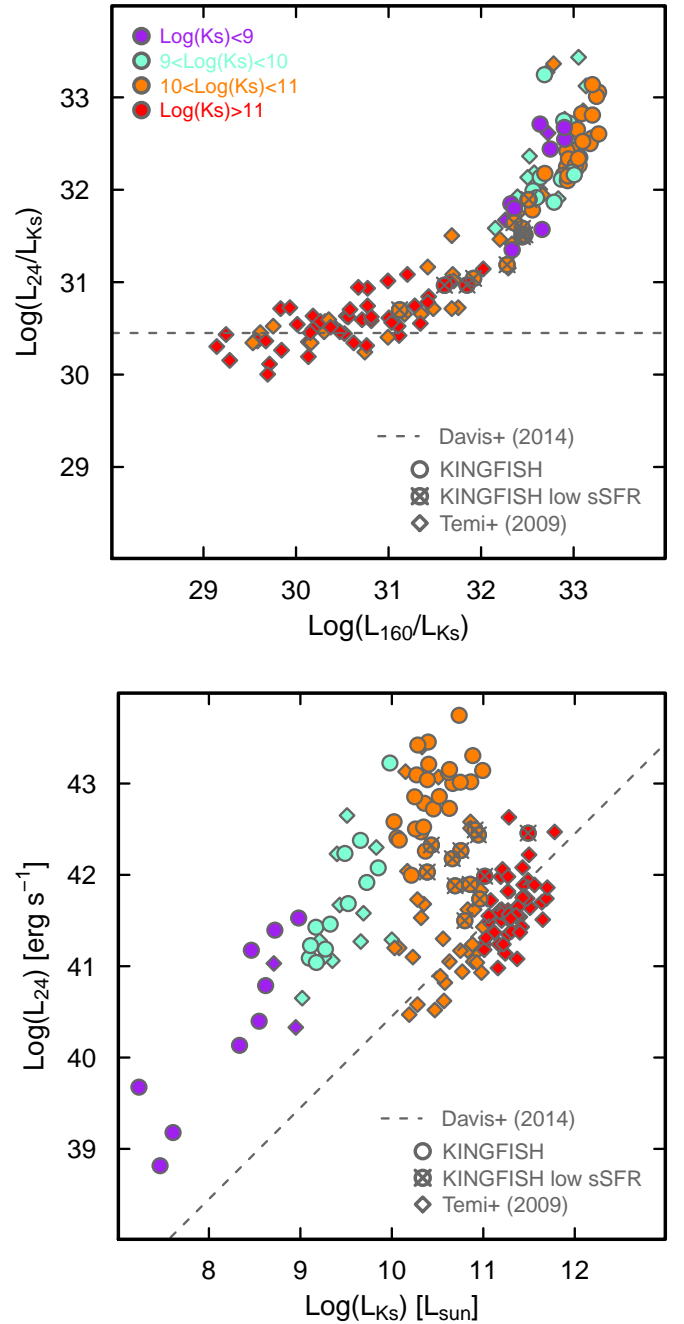 Log(Ks)<9
9<Log(Ks)<10
10<Log(Ks)<11
Log(Ks)>11
33
32
31
30
29
Log(L24/LKs)
Davis+ (2014)
KINGFISH
KINGFISH low sSFR
Temi+ (2009)
29 30 31 32 33
Log(L160/LKs)
43
42
41
40
39
Log(L24) [erg s−1]
Davis+ (2014)
KINGFISH
KINGFISH low sSFR
Temi+ (2009)
8 9 10 11 12
Log(LKs) [Lsun]